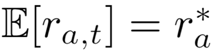 𝔼[r_{a,t}] = r_a^*